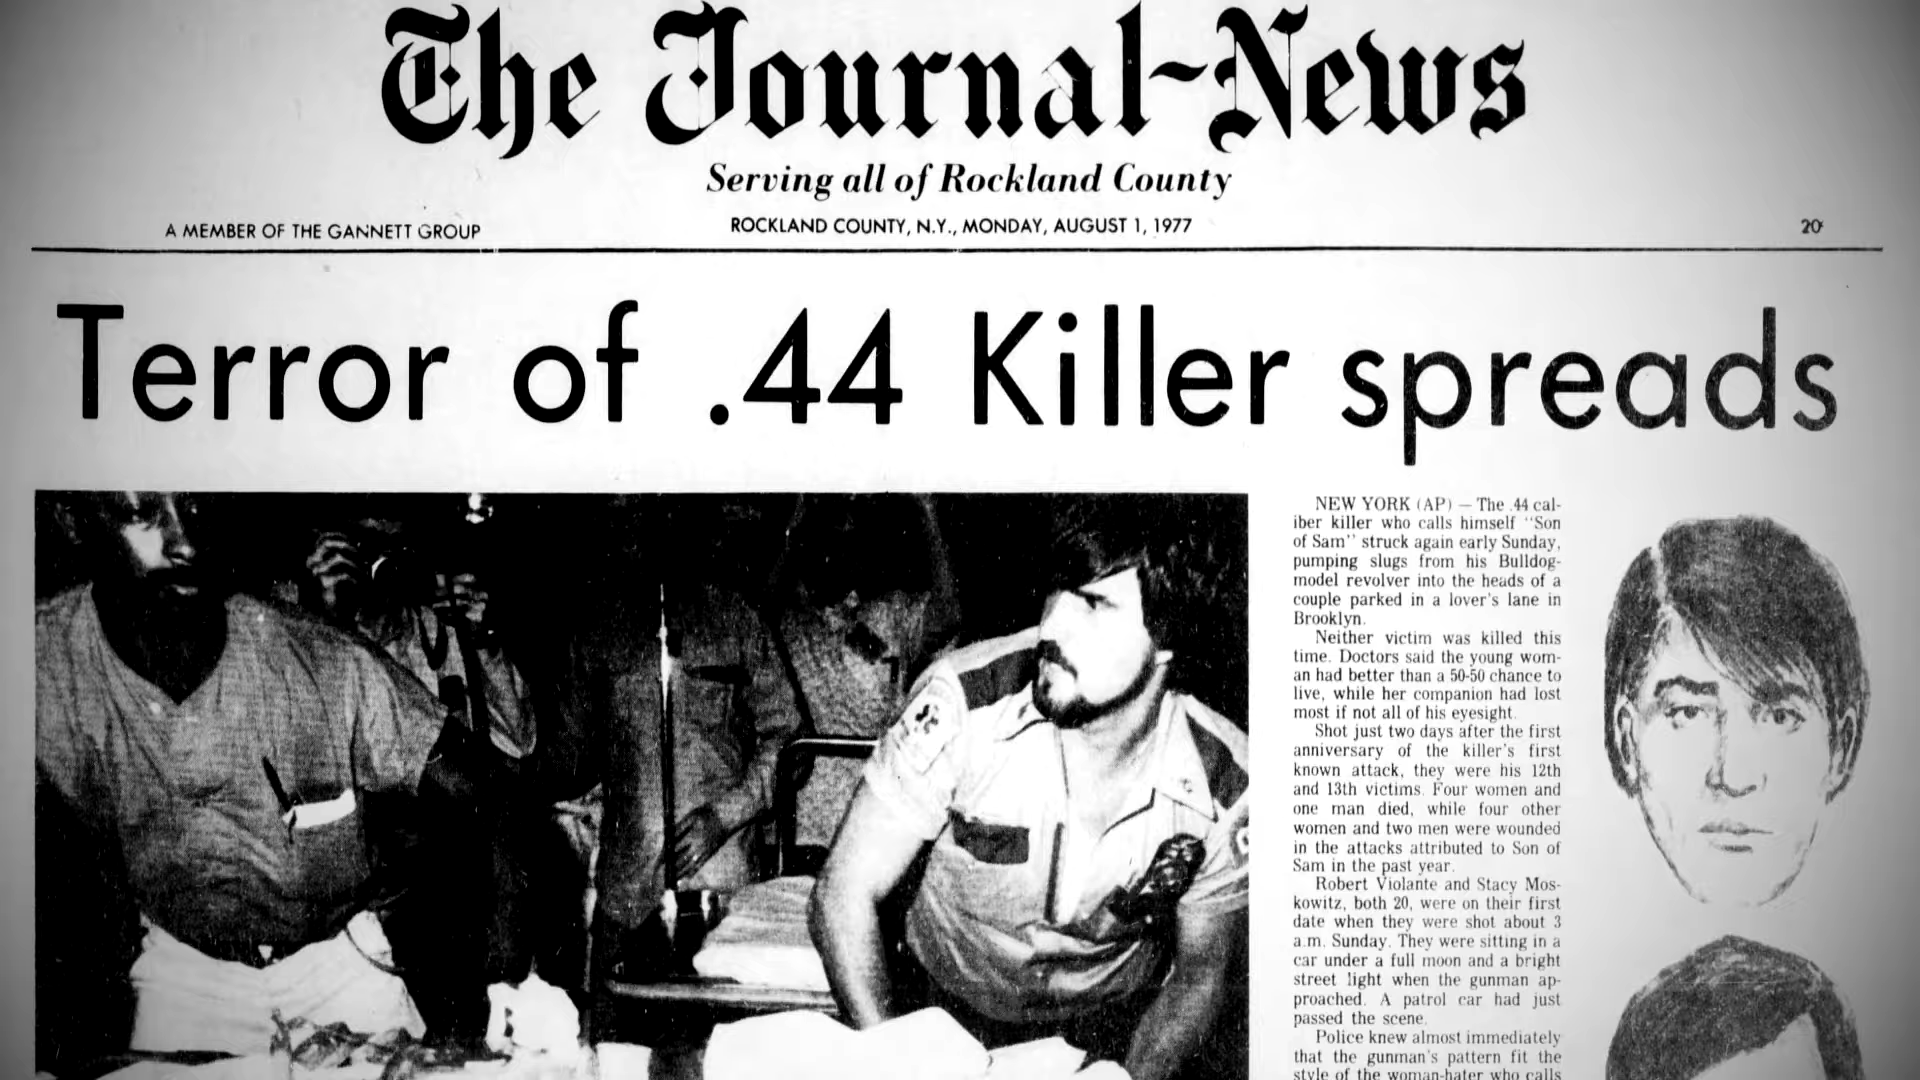 The Journal-News
Serving all of Rockland County
A MEMBER OF THE GANNETT GROUP
ROCKLAND COUNTY, N.Y., MONDAY, AUGUST 1, 1977
20¢
Terror of .44 Killer spreads
NEW YORK (AP) — The .44 cal-
iber killer who calls himself "Son
of Sam" struck again early Sunday,
pumping slugs from his Bulldog-
model revolver into the heads of a
couple parked in a lover's lane in
Brooklyn.
Neither victim was killed this
time. Doctors said the young wom-
an had better than a 50-50 chance to
live, while her companion had lost
most if not all of his eyesight.
Shot just two days after the first
anniversary of the killer's first
known attack, they were his 12th
and 13th victims. Four women and
one man died, while four other
women and two men were wounded
in the attacks attributed to Son of
Sam in the past year.
Robert Violante and Stacy Mos-
kowitz, both 20, were on their first
date when they were shot about 3
a.m. Sunday. They were sitting in a
car under a full moon and a bright
street light when the gunman ap-
proached. A patrol car had just
passed the scene.
Police knew almost immediately
that the gunman's pattern fit the
style of the woman-hater who calls